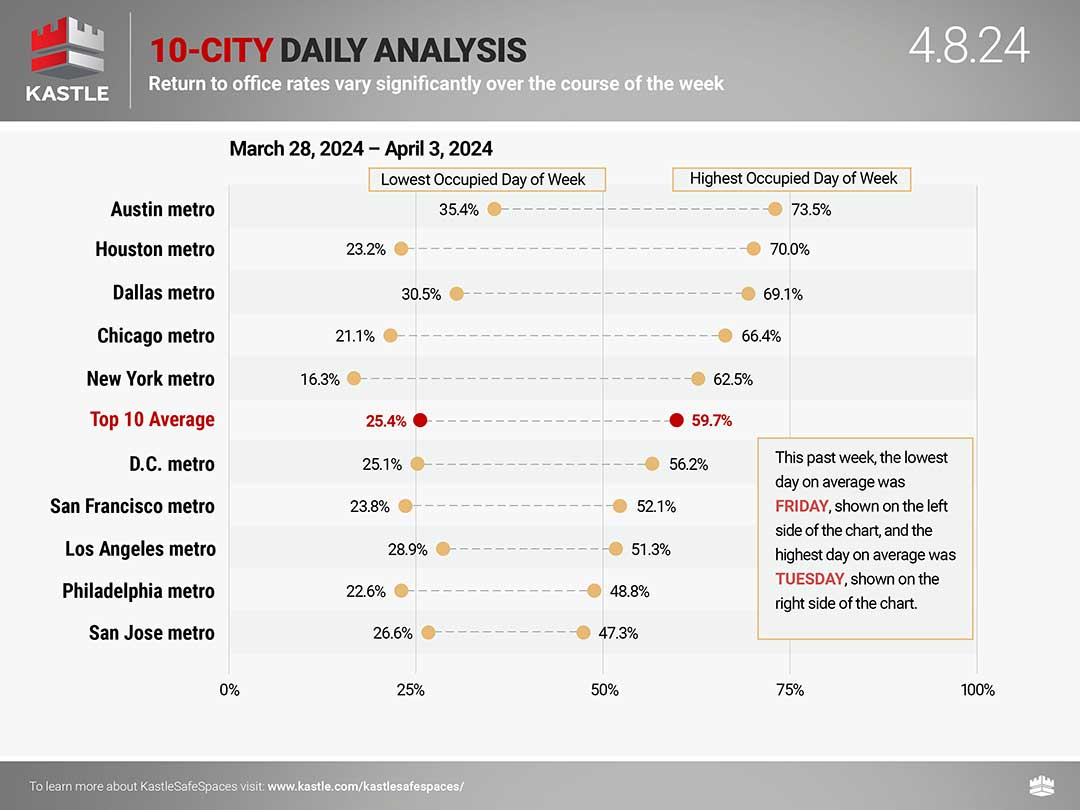 KASTLE
10-CITY DAILY ANALYSIS
Return to office rates vary significantly over the course of the week
4.8.24
March 28, 2024 – April 3, 2024
Lowest Occupied Day of Week
Highest Occupied Day of Week
Austin metro 35.4% 73.5%
Houston metro 23.2% 70.0%
Dallas metro 30.5% 69.1%
Chicago metro 21.1% 66.4%
New York metro 16.3% 62.5%
Top 10 Average 25.4% 59.7%
D.C. metro 25.1% 56.2%
San Francisco metro 23.8% 52.1%
Los Angeles metro 28.9% 51.3%
Philadelphia metro 22.6% 48.8%
San Jose metro 26.6% 47.3%
This past week, the lowest
day on average was
FRIDAY, shown on the left
side of the chart, and the
highest day on average was
TUESDAY, shown on the
right side of the chart.
0% 25% 50% 75% 100%
To learn more about KastleSafeSpaces visit: www.kastle.com/kastlesafespaces/